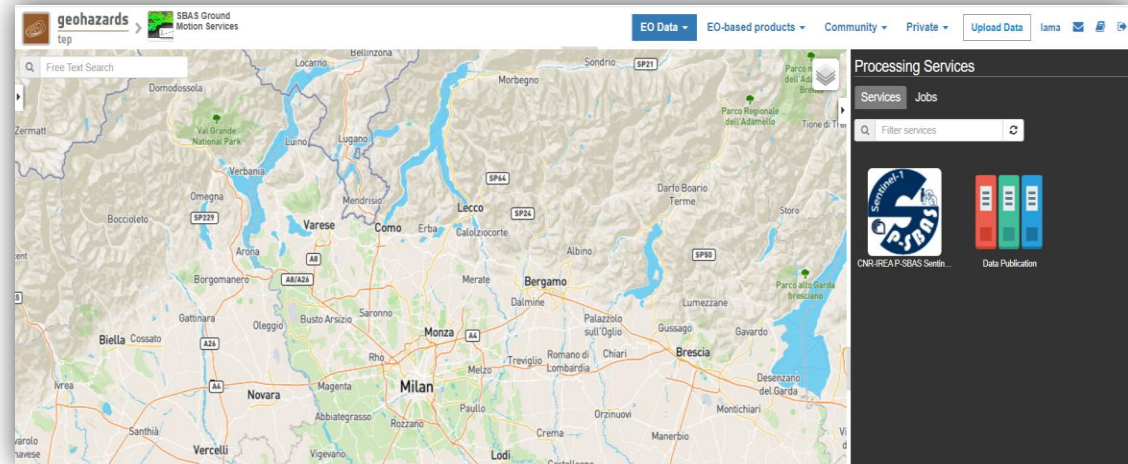 geohazards
tep
SBAS Ground
Motion Services
EO Data
EO-based products
Community
Private
Upload Data
lama
Free Text Search
Bellinzona
Locarno
Sondrio
SP21
Morbegno
Domodossola
Parco Regionale
dell'Adamello
Zermatt
Val Grande
National Park
Luino
Lugano
Tione di
Verbania
SP64
Omegna
Mendrisio
Darfo Boario
Terme
Lecco
SP24
Storo
Boccioleto
SP229
Varese
Como
Erba
Calolziocorte
Arona
A8
Albino
SP50
Borgomanero
A8/A26
Merate
Bergamo
Parco alto Garda
bresciano
Dalmine
Lumezzane
Gattinara
Oleggio
Busto Arsizio
Saronno
Palazzolo
sull'Oglio
Gussago
Gavardo
Biella
Cossato
A26
Monza
A4
Rho
Treviglio
Romano di
Lombardia
Chiari
Brescia
Melzo
Ivrea
A4
Novara
Magenta
Milan
Desenzano
del Garda
Abbiategrasso
Rozzano
Paullo
Orzinuovi
Montichiari
Santhià
Crema
Manerbio
Vercelli
Vigevano
Lodi
Processing Services
Services
Jobs
Filter services
Sentinel-1
P-SBAS
CNR-IREA P-SBAS Sentin...
Data Publication